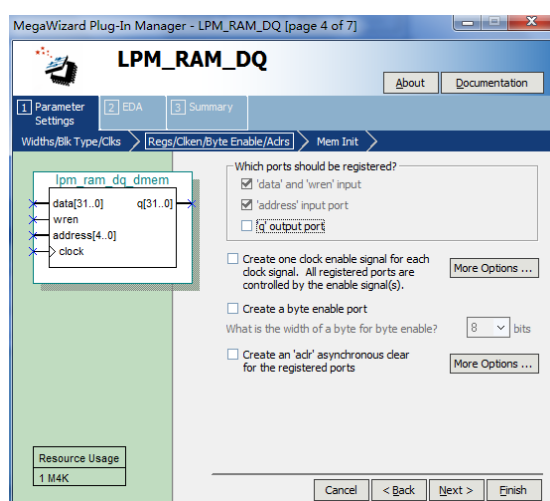 MegaWizard Plug-In Manager - LPM_RAM_DQ [page 4 of 7]
LPM_RAM_DQ
About
Documentation
1 Parameter Settings
2 EDA
3 Summary
Widths/Blk Type/Clks
Regs/Clken/Byte Enable/Aclrs
Mem Init
lpm_ram_dq_dmem
data[31..0] q[31..0]
wren
address[4..0]
clock
Which ports should be registered?
'data' and 'wren' input
'address' input port
'q' output port
Create one clock enable signal for each
clock signal. All registered ports are
controlled by the enable signal(s).
More Options ...
Create a byte enable port
What is the width of a byte for byte enable? 8 bits
Create an 'aclr' asynchronous clear
for the registered ports
More Options ...
Resource Usage
1 M4K
Cancel < Back Next > Finish